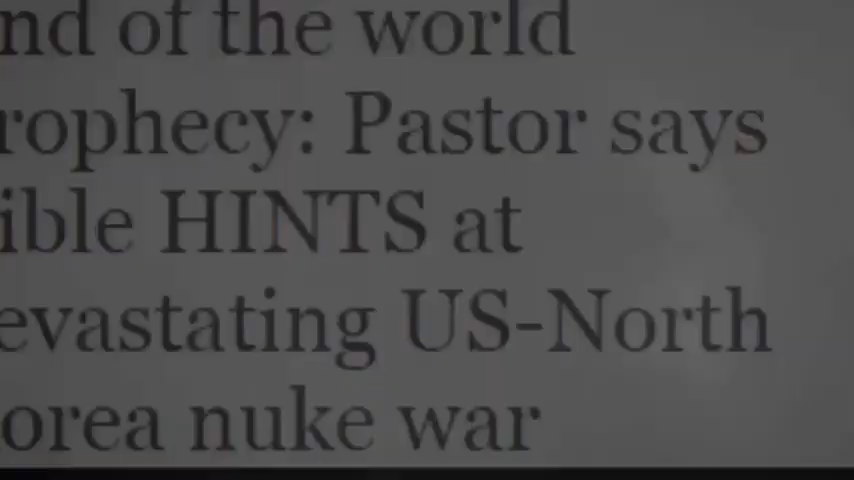 nd of the world
rophecy: Pastor says
ible HINTS at
evastating US-North
orea nuke war